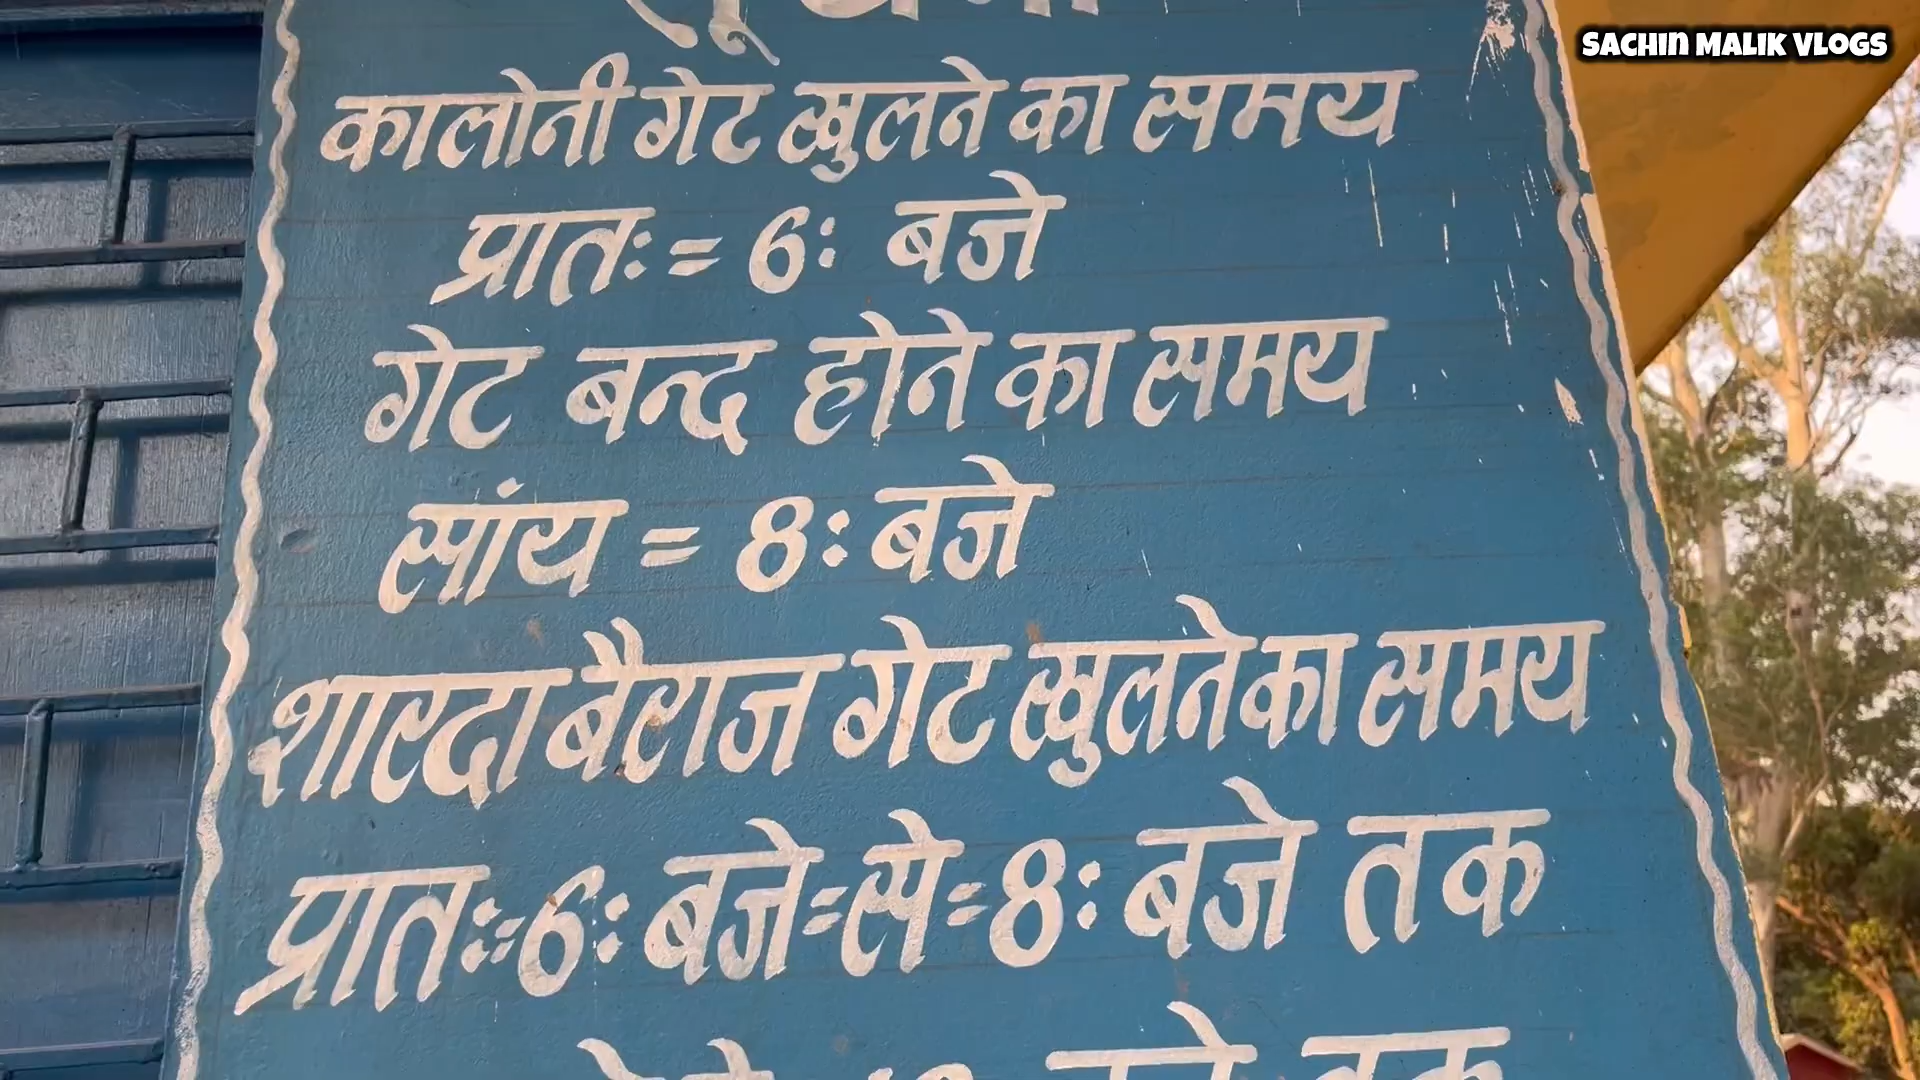 SACHIN MALIK VLOGS
कालोनी गेट खुलने का समय
प्रातः = 6: बजे
गेट बन्द होने का समय
सांय = 8: बजे
शारदा बैराज गेट खुलने का समय
प्रातः=6: बजे=से=8: बजे तक